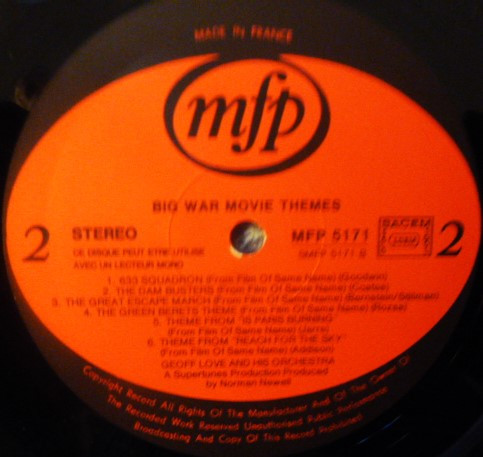 MADE IN FRANCE
mfp
BIG WAR MOVIE THEMES
2
STEREO
MFP 5171
SACEM
2
CE DISQUE PEUT ETRE UTILISE
AVEC UN LECTEUR MONO
1. 633 SQUADRON (From Film Of Same Name) (Goodwin)
2. THE DAM BUSTERS (From Film Of Same Name) (Coates)
3. THE GREAT ESCAPE MARCH (From Film Of Same Name) (Bernstein/Stillman)
4. THE GREEN BERETS THEME (From Film Of Same Name)
5. THEME FROM "IS PARIS BURNING"
(From Film Of Same Name) (Jarre)
6. THEME FROM "REACH FOR THE SKY"
(From Film Of Same Name) (Addison)
GEOFF LOVE AND HIS ORCHESTRA
A Supertunes Production Produced
by Norman Newell
Copyright Record All Rights Of The Manufacturer And Of The Owner Of
The Recorded Work Reserved Unauthorised Public Performance
Broadcasting And Copy Of This Record Prohibited